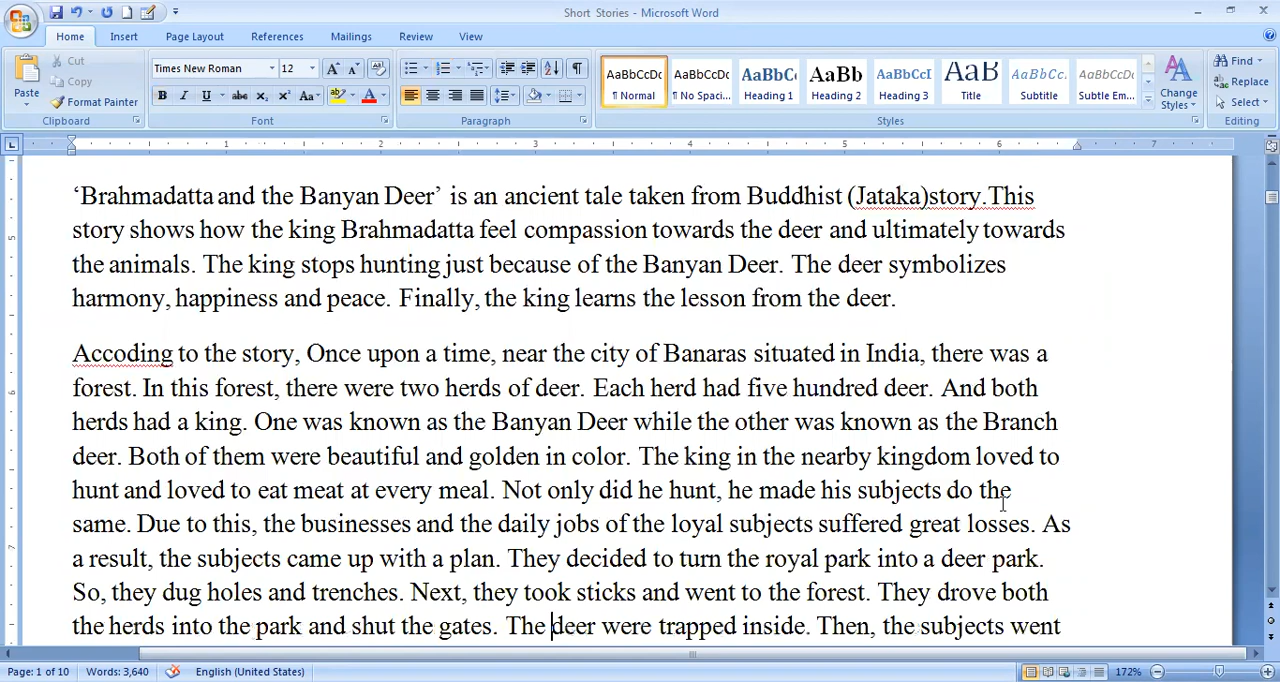 Short Stories - Microsoft Word
Home Insert Page Layout References Mailings Review View
Paste
Cut
Copy
Format Painter
Clipboard
Times New Roman 12
B I U abc x₂ x² Aa
Font
Paragraph
AaBbCcDc AaBbCcDc AaBbC AaBb AaBbCcI AaB AaBbCcI AaBbCcDc
¶ Normal ¶ No Spaci... Heading 1 Heading 2 Heading 3 Title Subtitle Subtle Em...
Styles
Change
Styles
Find
Replace
Select
Editing
1 2 3 4 5 6 7
‘Brahmadatta and the Banyan Deer’ is an ancient tale taken from Buddhist (Jataka)story.This
story shows how the king Brahmadatta feel compassion towards the deer and ultimately towards
the animals. The king stops hunting just because of the Banyan Deer. The deer symbolizes
harmony, happiness and peace. Finally, the king learns the lesson from the deer.
Accoding to the story, Once upon a time, near the city of Banaras situated in India, there was a
forest. In this forest, there were two herds of deer. Each herd had five hundred deer. And both
herds had a king. One was known as the Banyan Deer while the other was known as the Branch
deer. Both of them were beautiful and golden in color. The king in the nearby kingdom loved to
hunt and loved to eat meat at every meal. Not only did he hunt, he made his subjects do the
same. Due to this, the businesses and the daily jobs of the loyal subjects suffered great losses. As
a result, the subjects came up with a plan. They decided to turn the royal park into a deer park.
So, they dug holes and trenches. Next, they took sticks and went to the forest. They drove both
the herds into the park and shut the gates. The deer were trapped inside. Then, the subjects went
Page: 1 of 10 Words: 3,640 English (United States) 172%